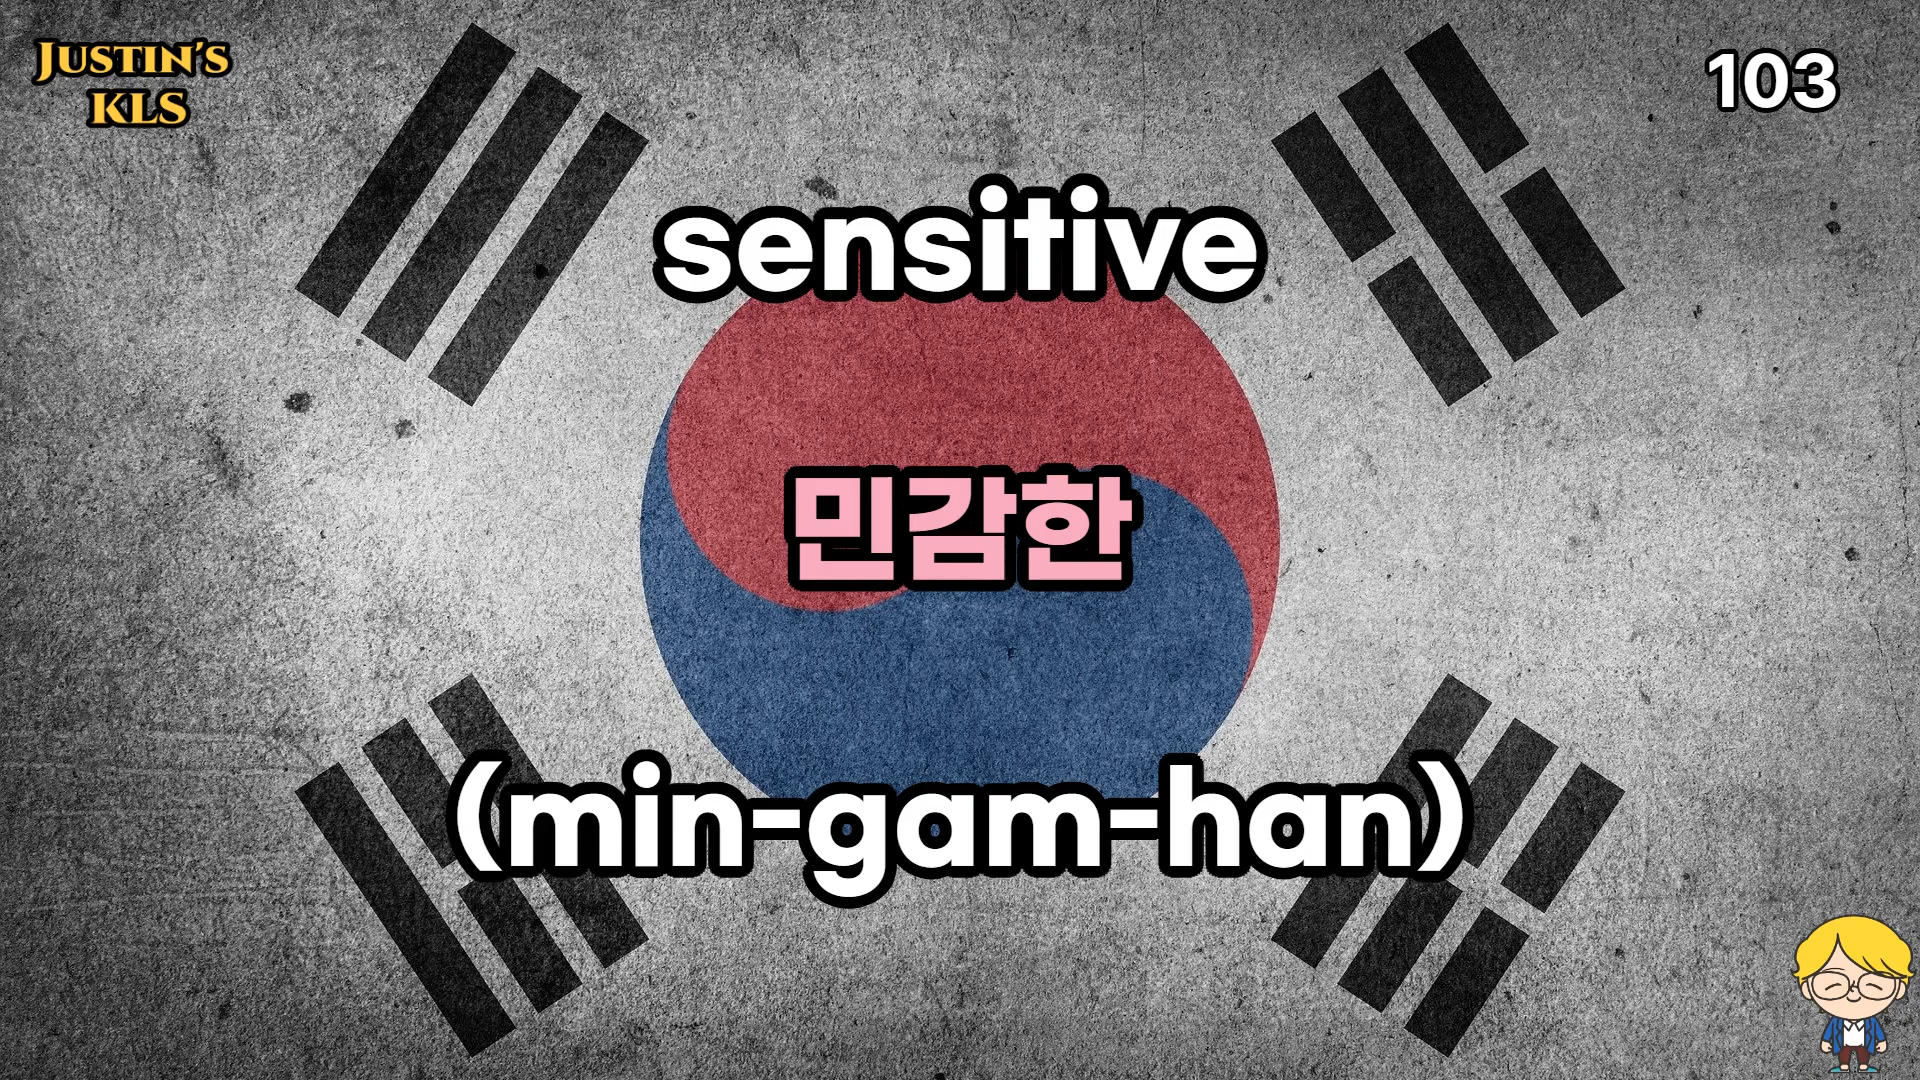 JUSTIN'S
KLS
103
sensitive
민감한
(min-gam-han)